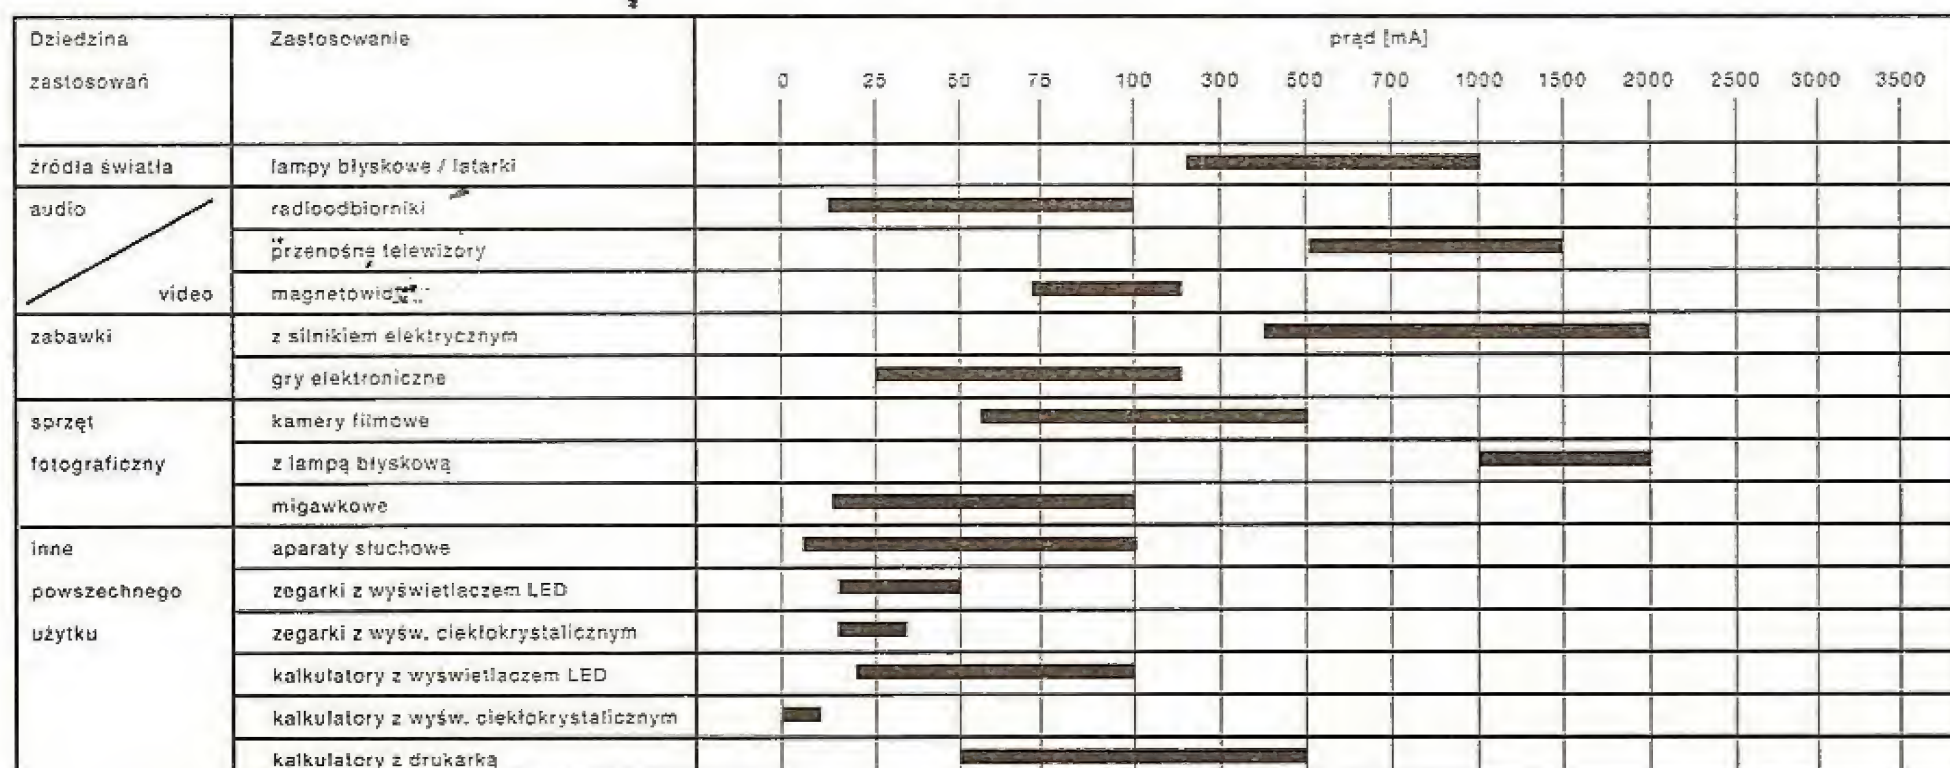 Dziedzina Zastosowanie prąd [mA]
zastosowań 0 25 50 75 100 300 500 700 1000 1500 2000 2500 3000 3500
źródła światła lampy błyskowe / latarki
audio radioodbiorniki
przenośne telewizory
video
zabawki z silnikiem elektrycznym
gry elektroniczne
sprzęt kamery filmowe
fotograficzny z lampą błyskową
migawkowe
inne aparaty słuchowe
powszechnego zegarki z wyświetlaczem LED
użytku zegarki z wyśw. ciekłokrystalicznym
kalkulatory z wyświetlaczem LED
kalkulatory z wyśw. ciekłokrystalicznym
kalkulatory z drukarką